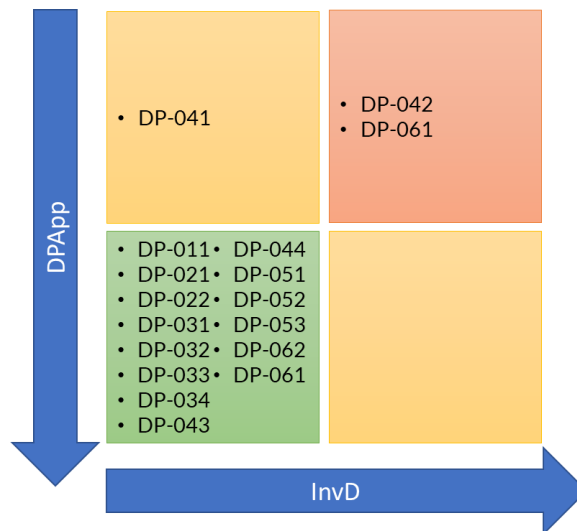 DPApp
• DP-041
• DP-042
• DP-061
• DP-011 • DP-044
• DP-021 • DP-051
• DP-022 • DP-052
• DP-031 • DP-053
• DP-032 • DP-062
• DP-033 • DP-061
• DP-034
• DP-043
InvD